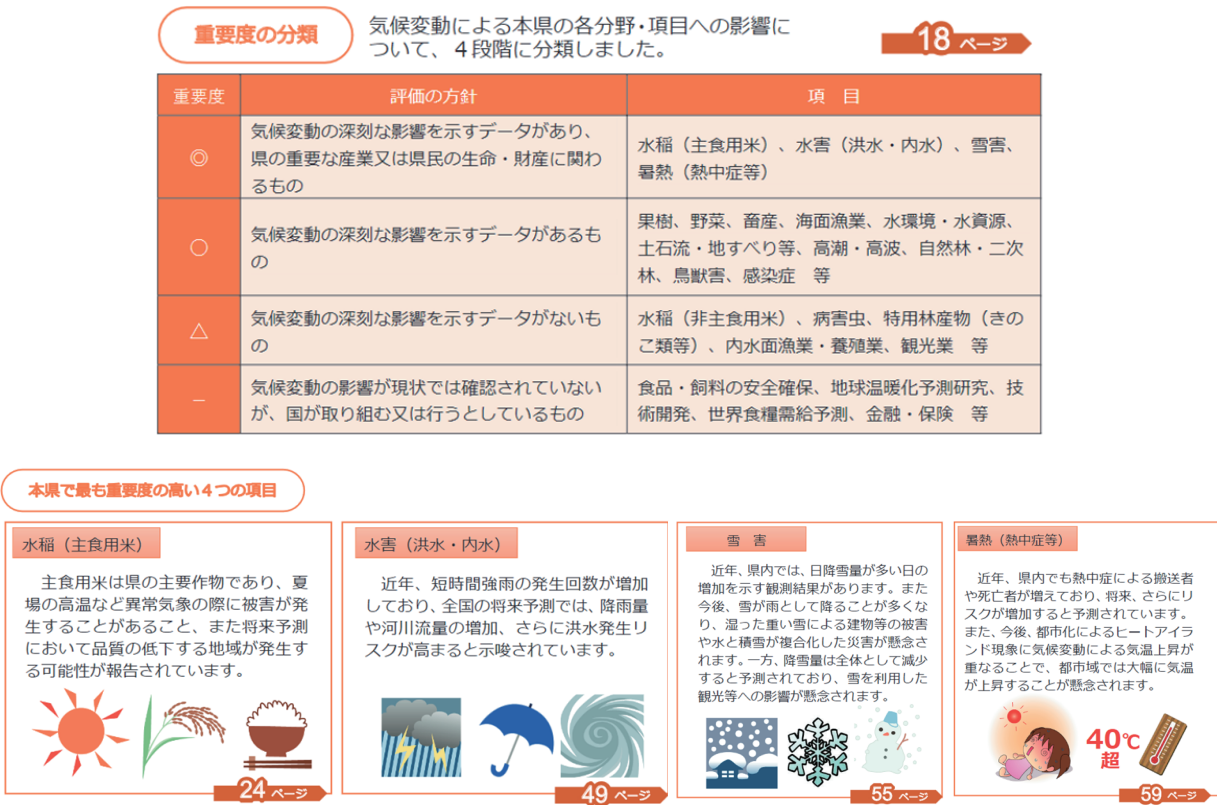 重要度の分類
気候変動による本県の各分野・項目への影響に
ついて、４段階に分類しました。
18 ページ
重要度
評価の方針
項　目
◎
気候変動の深刻な影響を示すデータがあり、
県の重要な産業又は県民の生命・財産に関わ
るもの
水稲（主食用米）、水害（洪水・内水）、雪害、
暑熱（熱中症等）
○
気候変動の深刻な影響を示すデータがあるも
の
果樹、野菜、畜産、海面漁業、水環境・水資源、
土石流・地すべり等、高潮・高波、自然林・二次
林、鳥獣害、感染症　等
△
気候変動の深刻な影響を示すデータがないも
の
水稲（非主食用米）、病害虫、特用林産物（きの
こ類等）、内水面漁業・養殖業、観光業　等
－
気候変動の影響が現状では確認されていない
が、国が取り組む又は行うとしているもの
食品・飼料の安全確保、地球温暖化予測研究、技
術開発、世界食糧需給予測、金融・保険　等
本県で最も重要度の高い４つの項目
水稲（主食用米）
主食用米は県の主要作物であり、夏
場の高温など異常気象の際に被害が発
生することがあること、また将来予測
において品質の低下する地域が発生す
る可能性が報告されています。
24 ページ
水害（洪水・内水）
近年、短時間強雨の発生回数が増加
しており、全国の将来予測では、降雨量
や河川流量の増加、さらに洪水発生リ
スクが高まると示唆されています。
49 ページ
雪　害
近年、県内では、日降雪量が多い日の
増加を示す観測結果があります。また
今後、雪が雨として降ることが多くな
り、湿った重い雪による建物等の被害
や水と積雪が複合化した災害が懸念さ
れます。一方、降雪量は全体として減少
すると予測されており、雪を利用した
観光等への影響が懸念されます。
55 ページ
暑熱（熱中症等）
近年、県内でも熱中症による搬送者
や死亡者が増えており、将来、さらにリ
スクが増加すると予測されています。
また、今後、都市化によるヒートアイラ
ンド現象に気候変動による気温上昇が
重なることで、都市域では大幅に気温
が上昇することが懸念されます。
40℃
超
59 ページ